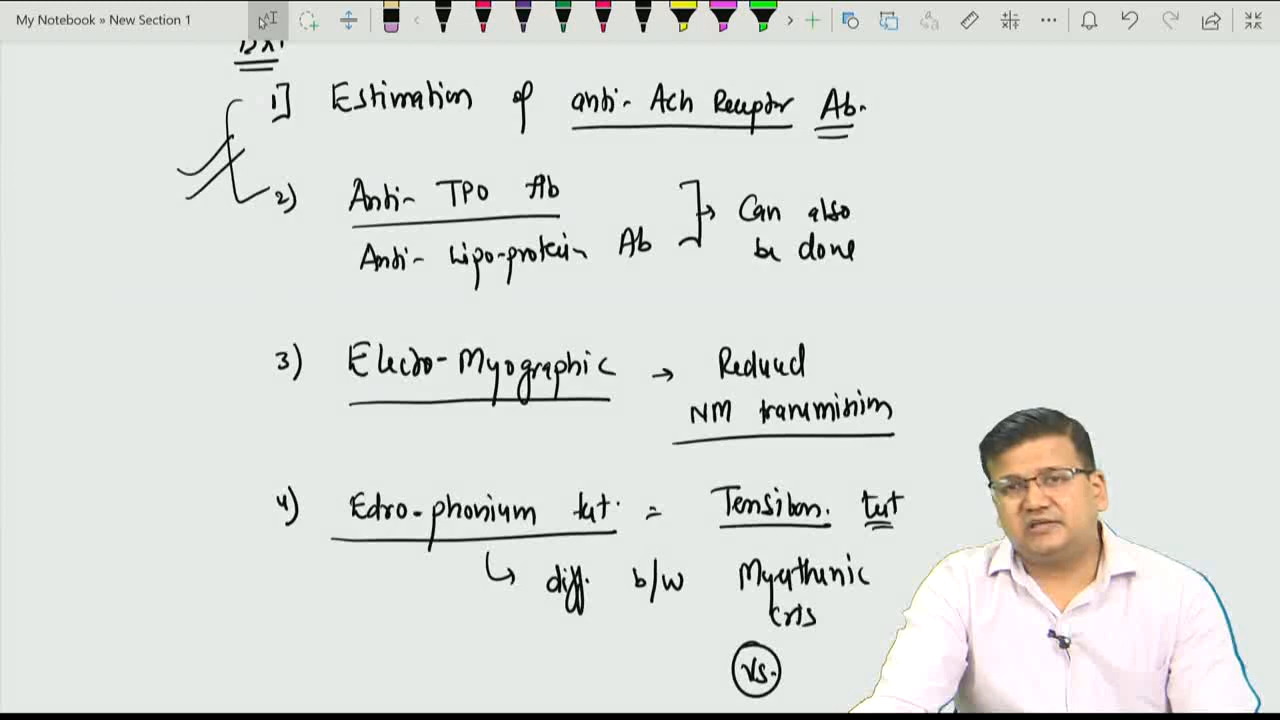 My Notebook » New Section 1
1] Estimation of anti- Ach Receptor Ab.
2) Anti- TPO Ab
Anti- Lipo-protein Ab
Can also
be done
3) Electro-Myographic → Reduced
NM transmission
4) Edro-phonium test. = Tensilon. test
diff. b/w Myasthenic
cris
vs.